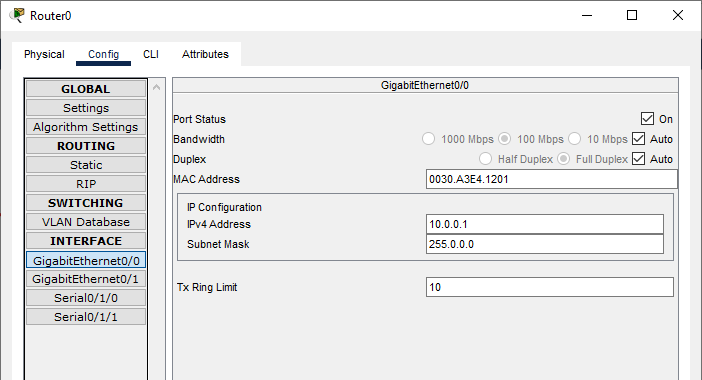 Router0
Physical Config CLI Attributes
GLOBAL
Settings
Algorithm Settings
ROUTING
Static
RIP
SWITCHING
VLAN Database
INTERFACE
GigabitEthernet0/0
GigabitEthernet0/1
Serial0/1/0
Serial0/1/1
GigabitEthernet0/0
Port Status On
Bandwidth 1000 Mbps 100 Mbps 10 Mbps Auto
Duplex Half Duplex Full Duplex Auto
MAC Address 0030.A3E4.1201
IP Configuration
IPv4 Address 10.0.0.1
Subnet Mask 255.0.0.0
Tx Ring Limit 10